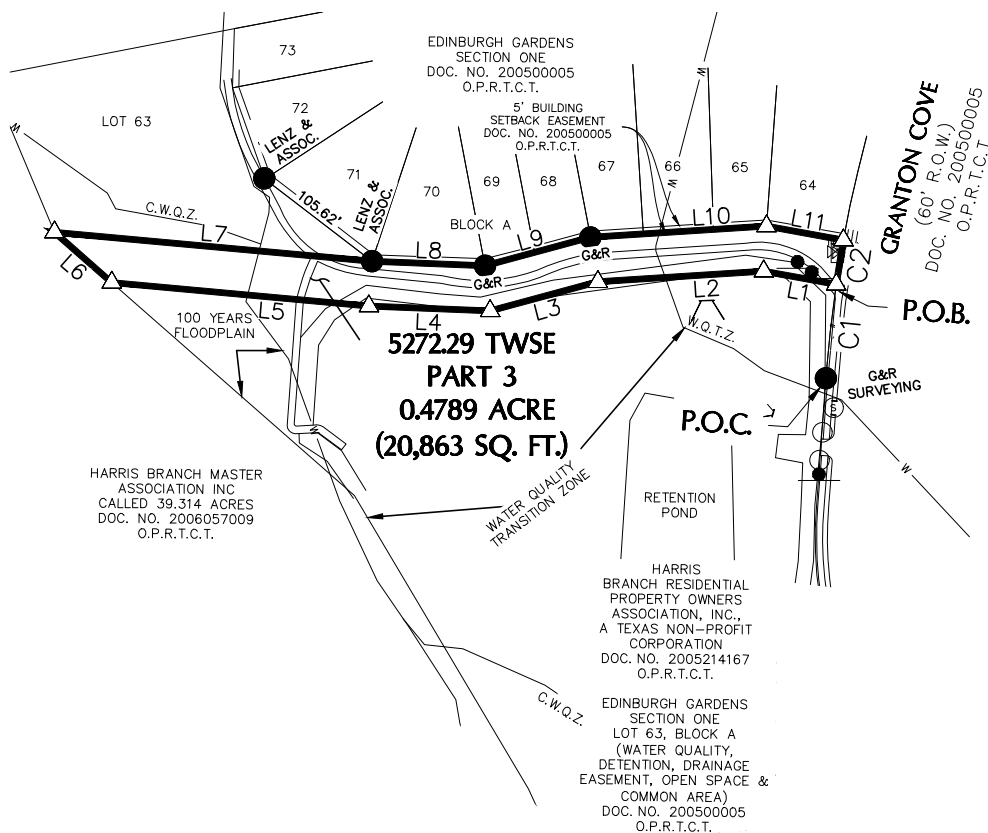 EDINBURGH GARDENS
SECTION ONE
DOC. NO. 200500005
O.P.R.T.C.T.
73
72
LOT 63
LENZ &
ASSOC.
105.62'
71
LENZ &
ASSOC.
70
69
68
67
66
65
64
5' BUILDING
SETBACK EASEMENT
DOC. NO. 200500005
O.P.R.T.C.T.
W
W
W
GRANTON COVE
(60' R.O.W.)
DOC. NO. 200500005
O.P.R.T.C.T
C.W.Q.Z.
BLOCK A
L7
L8
L9
L10
L11
G&R
G&R
L6
L5
L4
L3
L2
L1
C2
C1
P.O.B.
100 YEARS
FLOODPLAIN
5272.29 TWSE
PART 3
0.4789 ACRE
(20,863 SQ. FT.)
W.Q.T.Z.
G&R
SURVEYING
P.O.C.
S
W
W
HARRIS BRANCH MASTER
ASSOCIATION INC
CALLED 39.314 ACRES
DOC. NO. 2006057009
O.P.R.T.C.T.
WATER QUALITY
TRANSITION ZONE
RETENTION
POND
HARRIS
BRANCH RESIDENTIAL
PROPERTY OWNERS
ASSOCIATION, INC.,
A TEXAS NON-PROFIT
CORPORATION
DOC. NO. 2005214167
O.P.R.T.C.T.
C.W.Q.Z.
EDINBURGH GARDENS
SECTION ONE
LOT 63, BLOCK A
(WATER QUALITY,
DETENTION, DRAINAGE
EASEMENT, OPEN SPACE &
COMMON AREA)
DOC. NO. 200500005
O.P.R.T.C.T.